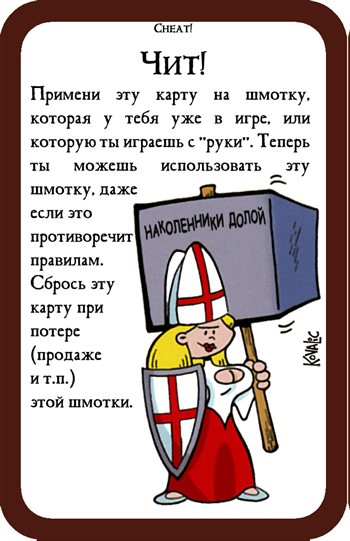 Cheat!
Чит!
Примени эту карту на шмотку,
которая у тебя уже в игре, или
которую ты играешь с "руки". Теперь
ты можешь использовать эту
шмотку, даже
если это
противоречит
правилам.
Сбрось эту
карту при
потере
(продаже
и т.п.)
этой шмотки.
НАКОЛЕННИКИ ДОЛОЙ
Kovalic